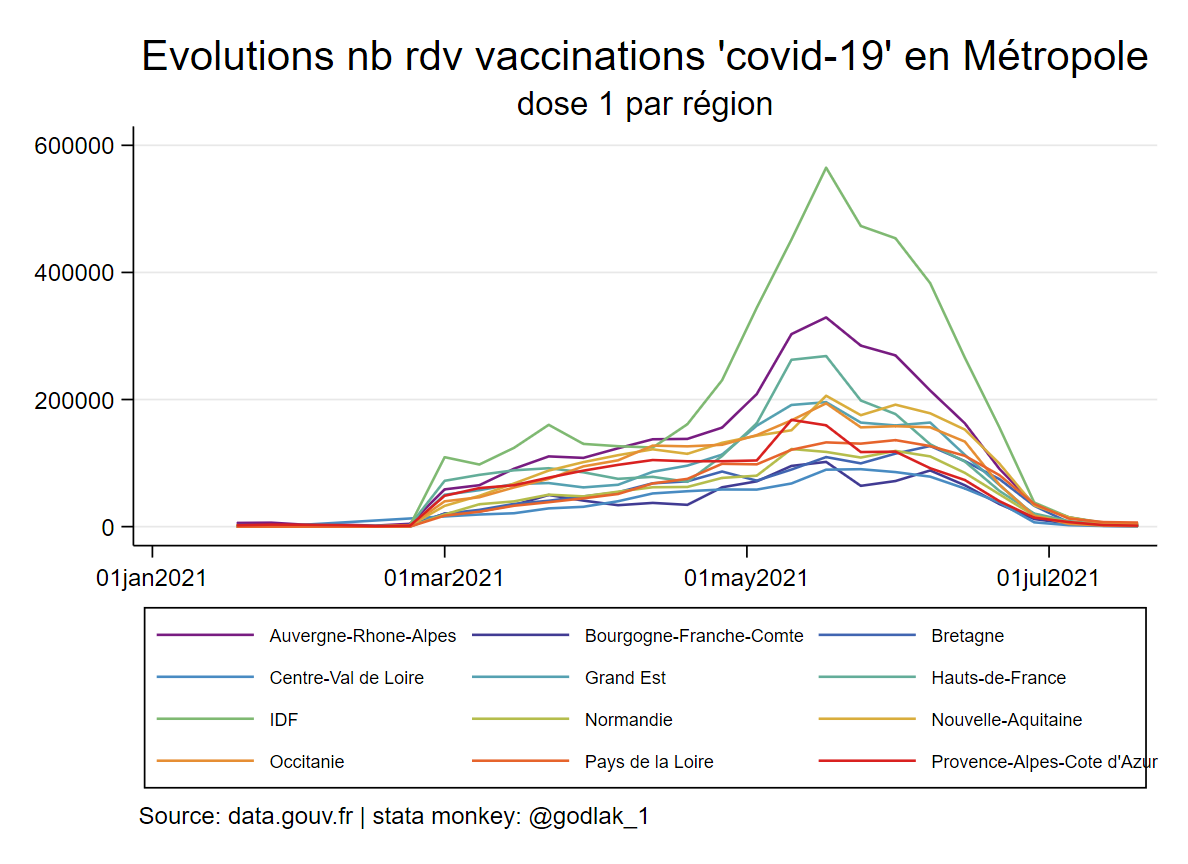 Evolutions nb rdv vaccinations 'covid-19' en Métropole
dose 1 par région
600000
400000
200000
0
01jan2021 01mar2021 01may2021 01jul2021
Auvergne-Rhone-Alpes Bourgogne-Franche-Comte Bretagne
Centre-Val de Loire Grand Est Hauts-de-France
IDF Normandie Nouvelle-Aquitaine
Occitanie Pays de la Loire Provence-Alpes-Cote d'Azur
Source: data.gouv.fr | stata monkey: @godlak_1